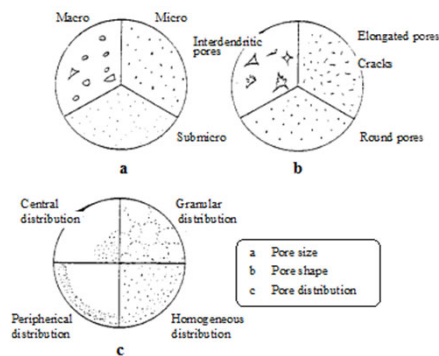 Macro
Micro
Submicro
a
Interdendritic
pores
Elongated pores
Cracks
Round pores
b
Central
distribution
Granular
distribution
Peripherical
distribution
Homogeneous
distribution
c
a Pore size
b Pore shape
c Pore distribution